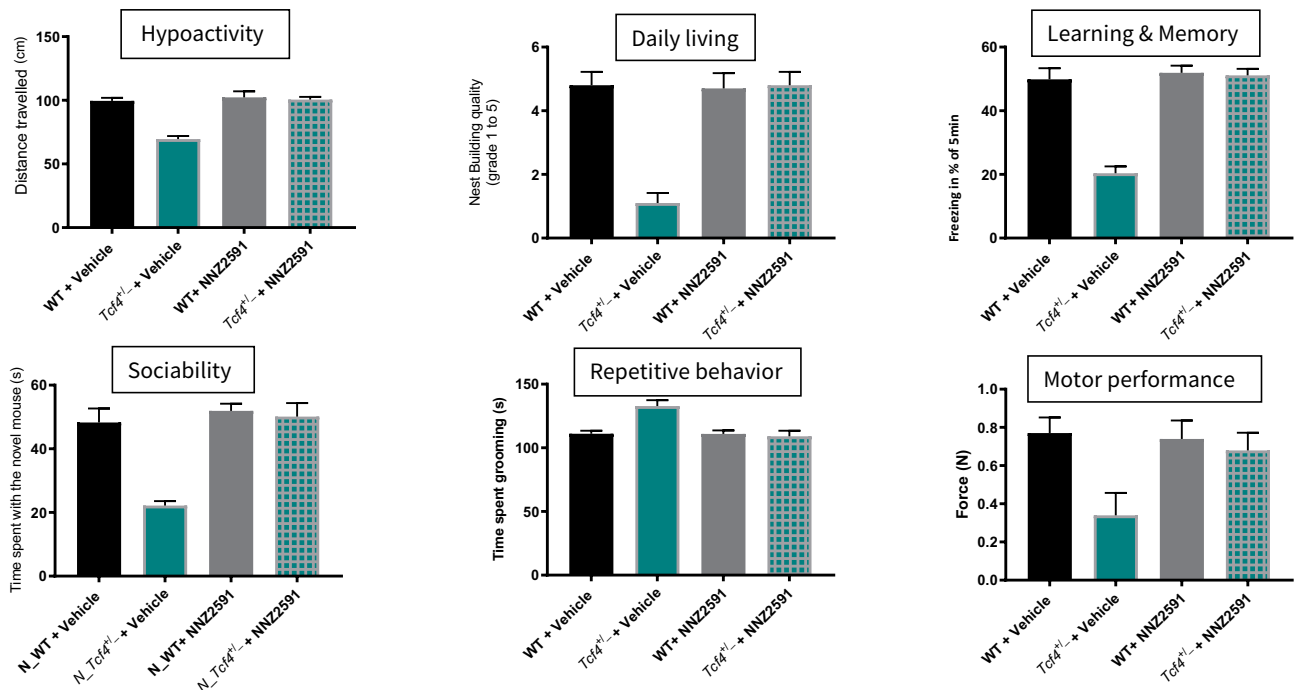 Hypoactivity
Distance travelled (cm)
150
100
50
0
WT + Vehicle
Tcf4+/– + Vehicle
WT+ NNZ2591
Tcf4+/– + NNZ2591
Daily living
Nest Building quality
(grade 1 to 5)
6
4
2
0
WT + Vehicle
Tcf4+/– + Vehicle
WT+ NNZ2591
Tcf4+/– + NNZ2591
Learning & Memory
Freezing in % of 5min
60
40
20
0
WT + Vehicle
Tcf4+/– + Vehicle
WT+ NNZ2591
Tcf4+/– + NNZ2591
Sociability
Time spent with the novel mouse (s)
60
40
20
0
N_WT + Vehicle
N_Tcf4+/– + Vehicle
N_WT+ NNZ2591
N_Tcf4+/– + NNZ2591
Repetitive behavior
Time spent grooming (s)
150
100
50
0
WT + Vehicle
Tcf4+/– + Vehicle
WT+ NNZ2591
Tcf4+/– + NNZ2591
Motor performance
Force (N)
1.0
0.8
0.6
0.4
0.2
0.0
WT + Vehicle
Tcf4+/– + Vehicle
WT+ NNZ2591
Tcf4+/– + NNZ2591